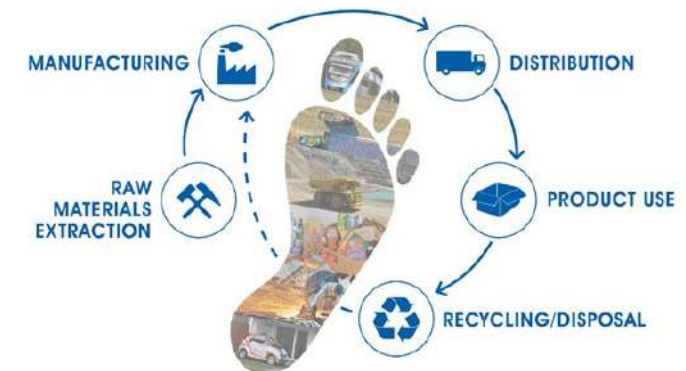 MANUFACTURING
DISTRIBUTION
RAW
MATERIALS
EXTRACTION
PRODUCT USE
RECYCLING/DISPOSAL